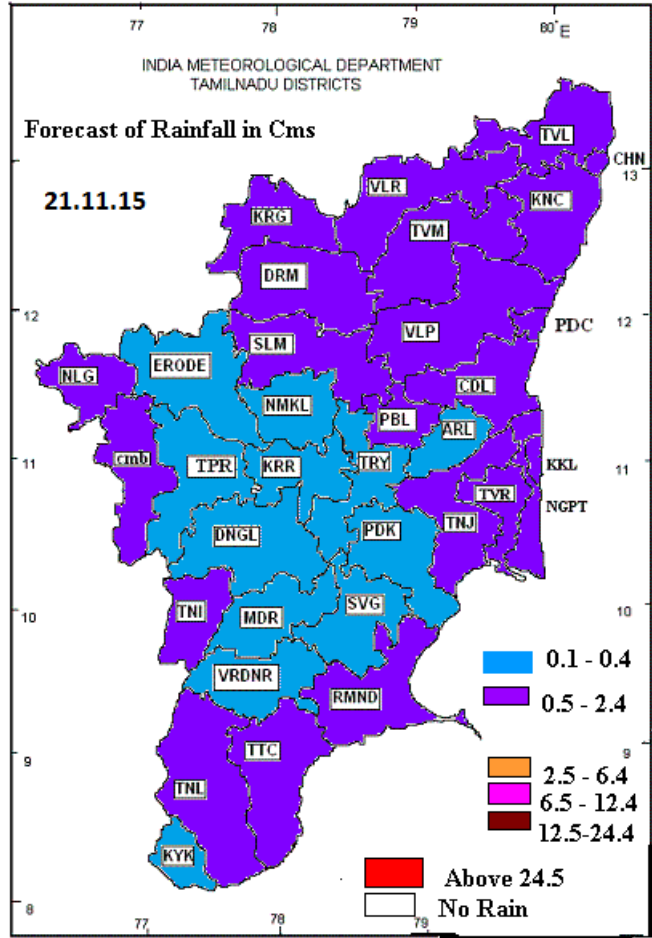 77 78 79 80°E
INDIA METEOROLOGICAL DEPARTMENT
TAMILNADU DISTRICTS
Forecast of Rainfall in Cms
TVL
CHN
13
VLR
21.11.15
KNC
KRG
TVM
DRM
12
12
PDC
VLP
SLM
ERODE
NLG
CDL
NMKL
PBL
ARL
cmb
11
TPR
KRR
TRY
11
KKL
TVR
NGPT
TNJ
DNGL
PDK
SVG
10
TNI
MDR
10
0.1 - 0.4
VRDNR
RMND
0.5 - 2.4
9
TTC
9
2.5 - 6.4
TNL
6.5 - 12.4
12.5-24.4
KYK
Above 24.5
8
No Rain
77 78 79